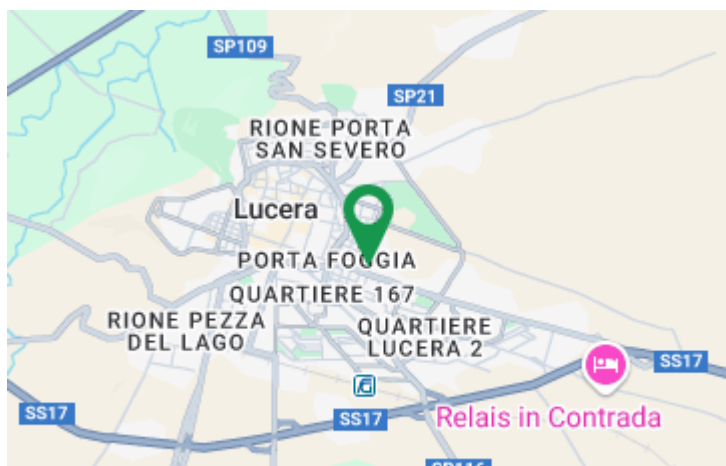 SP109
SP21
RIONE PORTA
SAN SEVERO
Lucera
PORTA FOGGIA
QUARTIERE 167
RIONE PEZZA
DEL LAGO
QUARTIERE
LUCERA 2
SS17
SS17
SS17
Relais in Contrada
SP116